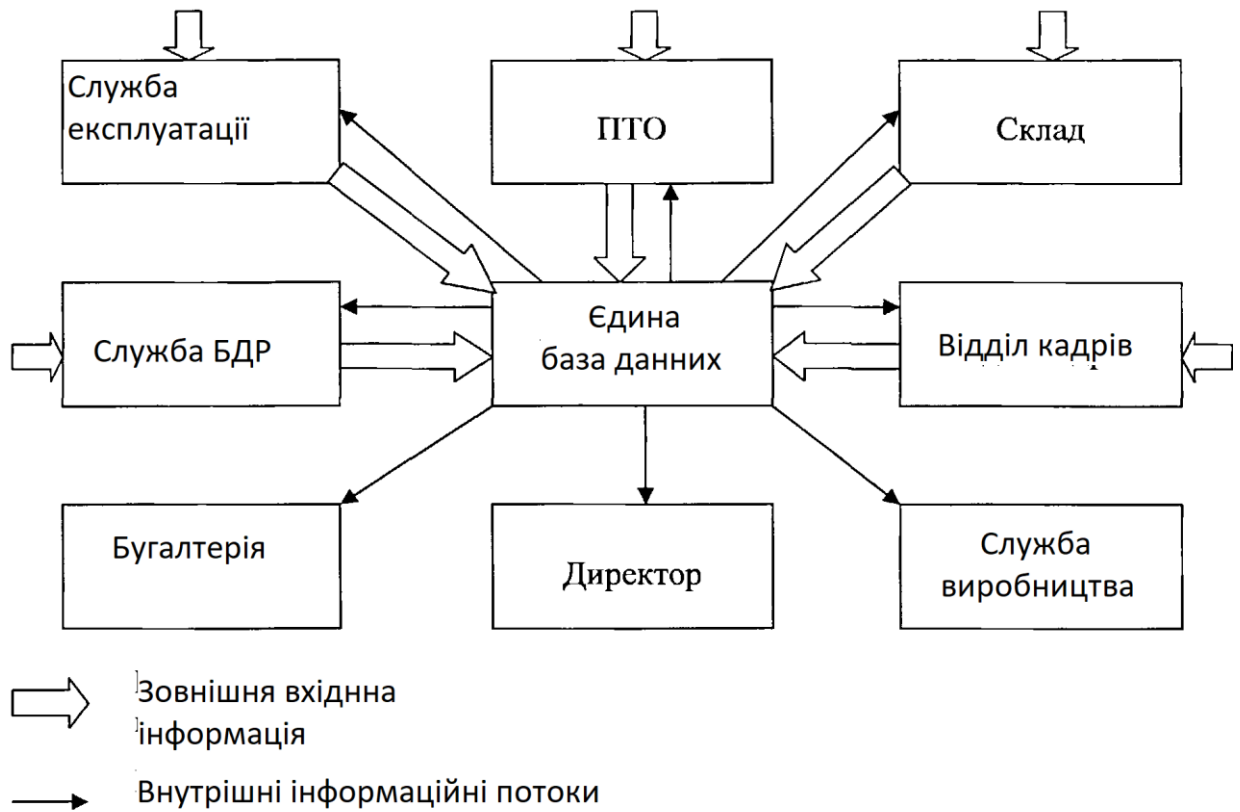 Служба
експлуатації
ПТО
Склад
Служба БДР
Єдина
база данних
Відділ кадрів
Бугалтерія
Директор
Служба
виробництва
Зовнішня вхіднна
інформація
Внутрішні інформаційні потоки